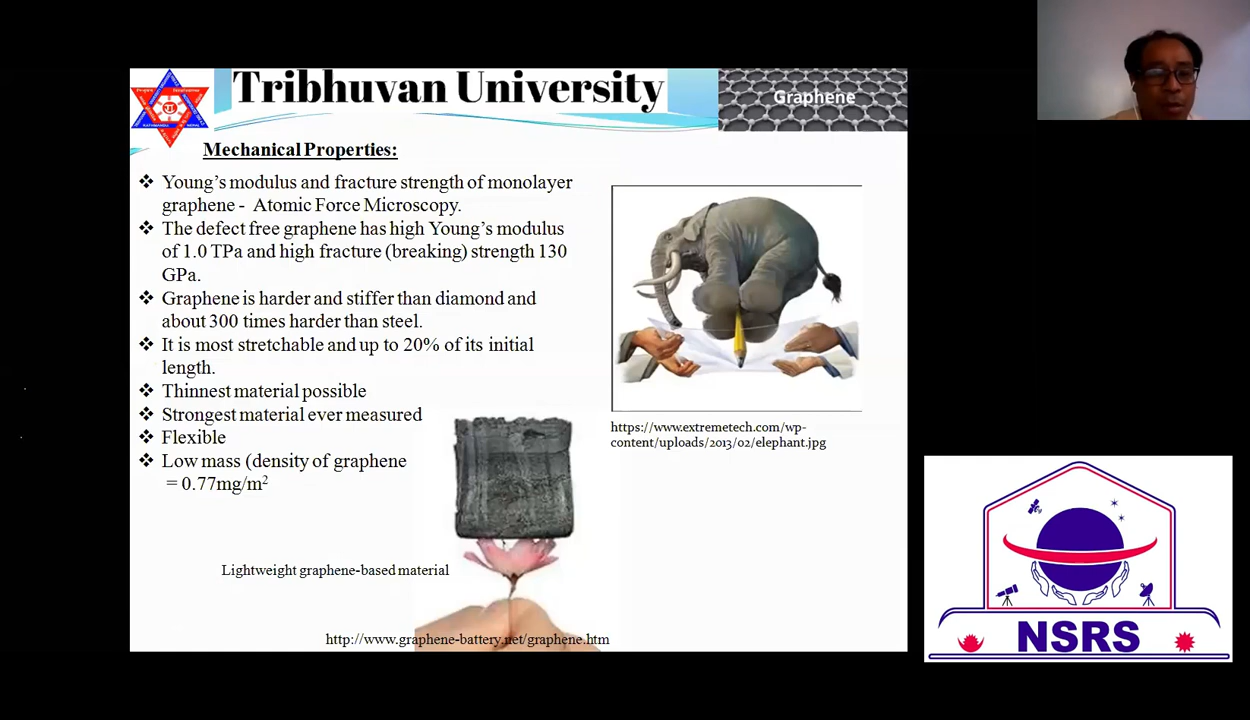 Tribhuvan University
Graphene
Mechanical Properties:
❖ Young’s modulus and fracture strength of monolayer
graphene - Atomic Force Microscopy.
❖ The defect free graphene has high Young’s modulus
of 1.0 TPa and high fracture (breaking) strength 130
GPa.
❖ Graphene is harder and stiffer than diamond and
about 300 times harder than steel.
❖ It is most stretchable and up to 20% of its initial
length.
❖ Thinnest material possible
❖ Strongest material ever measured
❖ Flexible
❖ Low mass (density of graphene
= 0.77mg/m²
https://www.extremetech.com/wp-
content/uploads/2013/02/elephant.jpg
Lightweight graphene-based material
http://www.graphene-battery.net/graphene.htm
NSRS